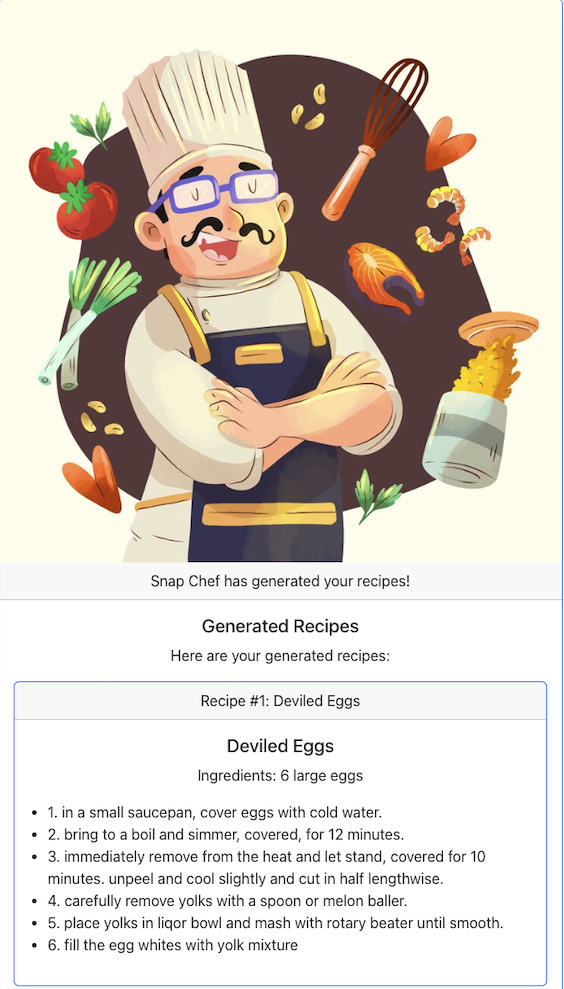 Snap Chef has generated your recipes!
Generated Recipes
Here are your generated recipes:
Recipe #1: Deviled Eggs
Deviled Eggs
Ingredients: 6 large eggs
• 1. in a small saucepan, cover eggs with cold water.
• 2. bring to a boil and simmer, covered, for 12 minutes.
• 3. immediately remove from the heat and let stand, covered for 10
minutes. unpeel and cool slightly and cut in half lengthwise.
• 4. carefully remove yolks with a spoon or melon baller.
• 5. place yolks in liqor bowl and mash with rotary beater until smooth.
• 6. fill the egg whites with yolk mixture